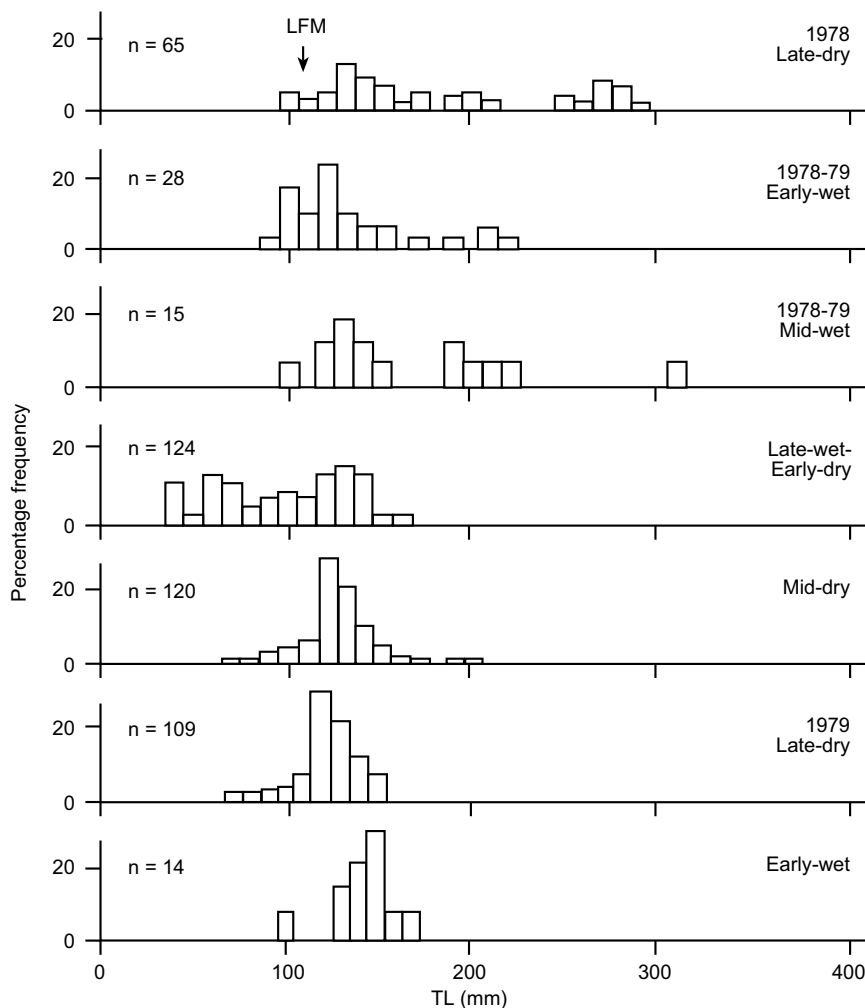 LFM
20
n = 65
1978
Late-dry
0
20
n = 28
1978-79
Early-wet
0
20
n = 15
1978-79
Mid-wet
0
20
n = 124
Late-wet-
Early-dry
0
20
n = 120
Mid-dry
0
20
n = 109
1979
Late-dry
0
20
n = 14
Early-wet
0
Percentage frequency
0 100 200 300 400
TL (mm)